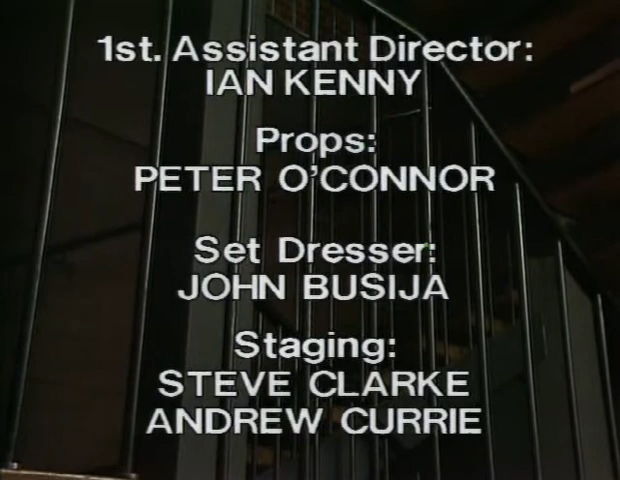 1st. Assistant Director:
IAN KENNY
Props:
PETER O'CONNOR
Set Dresser:
JOHN BUSIJA
Staging:
STEVE CLARKE
ANDREW CURRIE